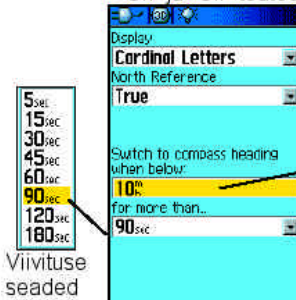 5sec
15sec
30sec
45sec
60sec
90sec
120sec
180sec
Viivituse
seaded
3D
Display
Cardinal Letters
North Reference
True
Switch to compass heading
when below:
for more than..
90sec